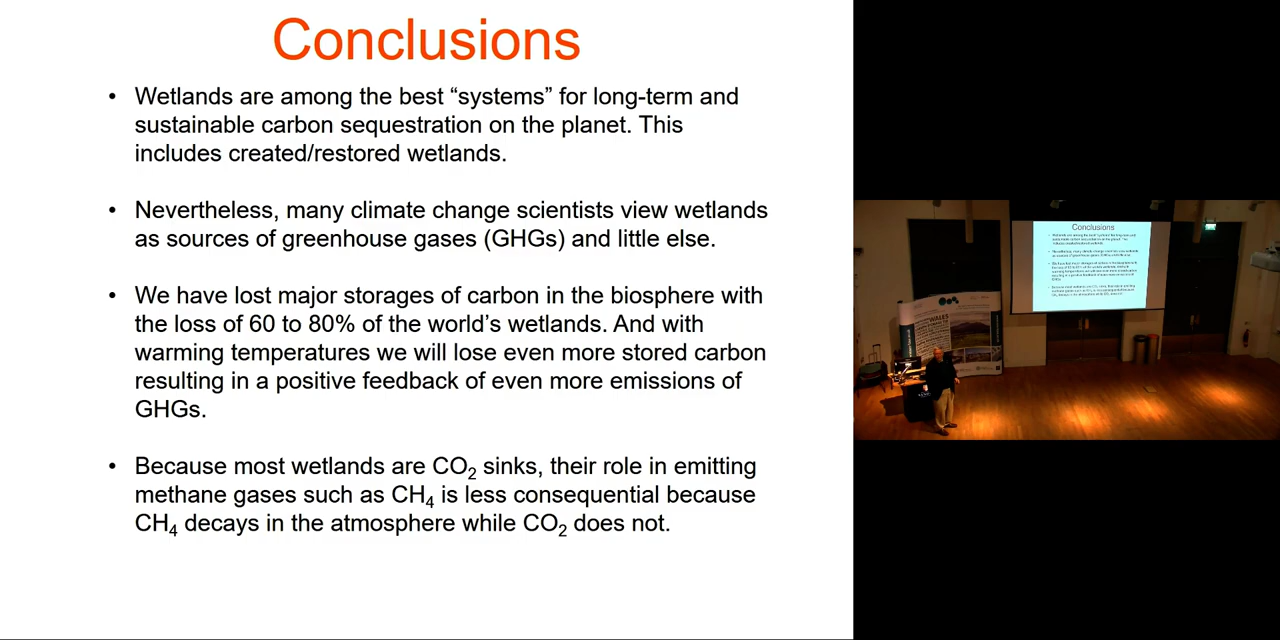 Conclusions
• Wetlands are among the best “systems” for long-term and
sustainable carbon sequestration on the planet. This
includes created/restored wetlands.
• Nevertheless, many climate change scientists view wetlands
as sources of greenhouse gases (GHGs) and little else.
• We have lost major storages of carbon in the biosphere with
the loss of 60 to 80% of the world’s wetlands. And with
warming temperatures we will lose even more stored carbon
resulting in a positive feedback of even more emissions of
GHGs.
• Because most wetlands are CO₂ sinks, their role in emitting
methane gases such as CH₄ is less consequential because
CH₄ decays in the atmosphere while CO₂ does not.
Conclusions
WALES